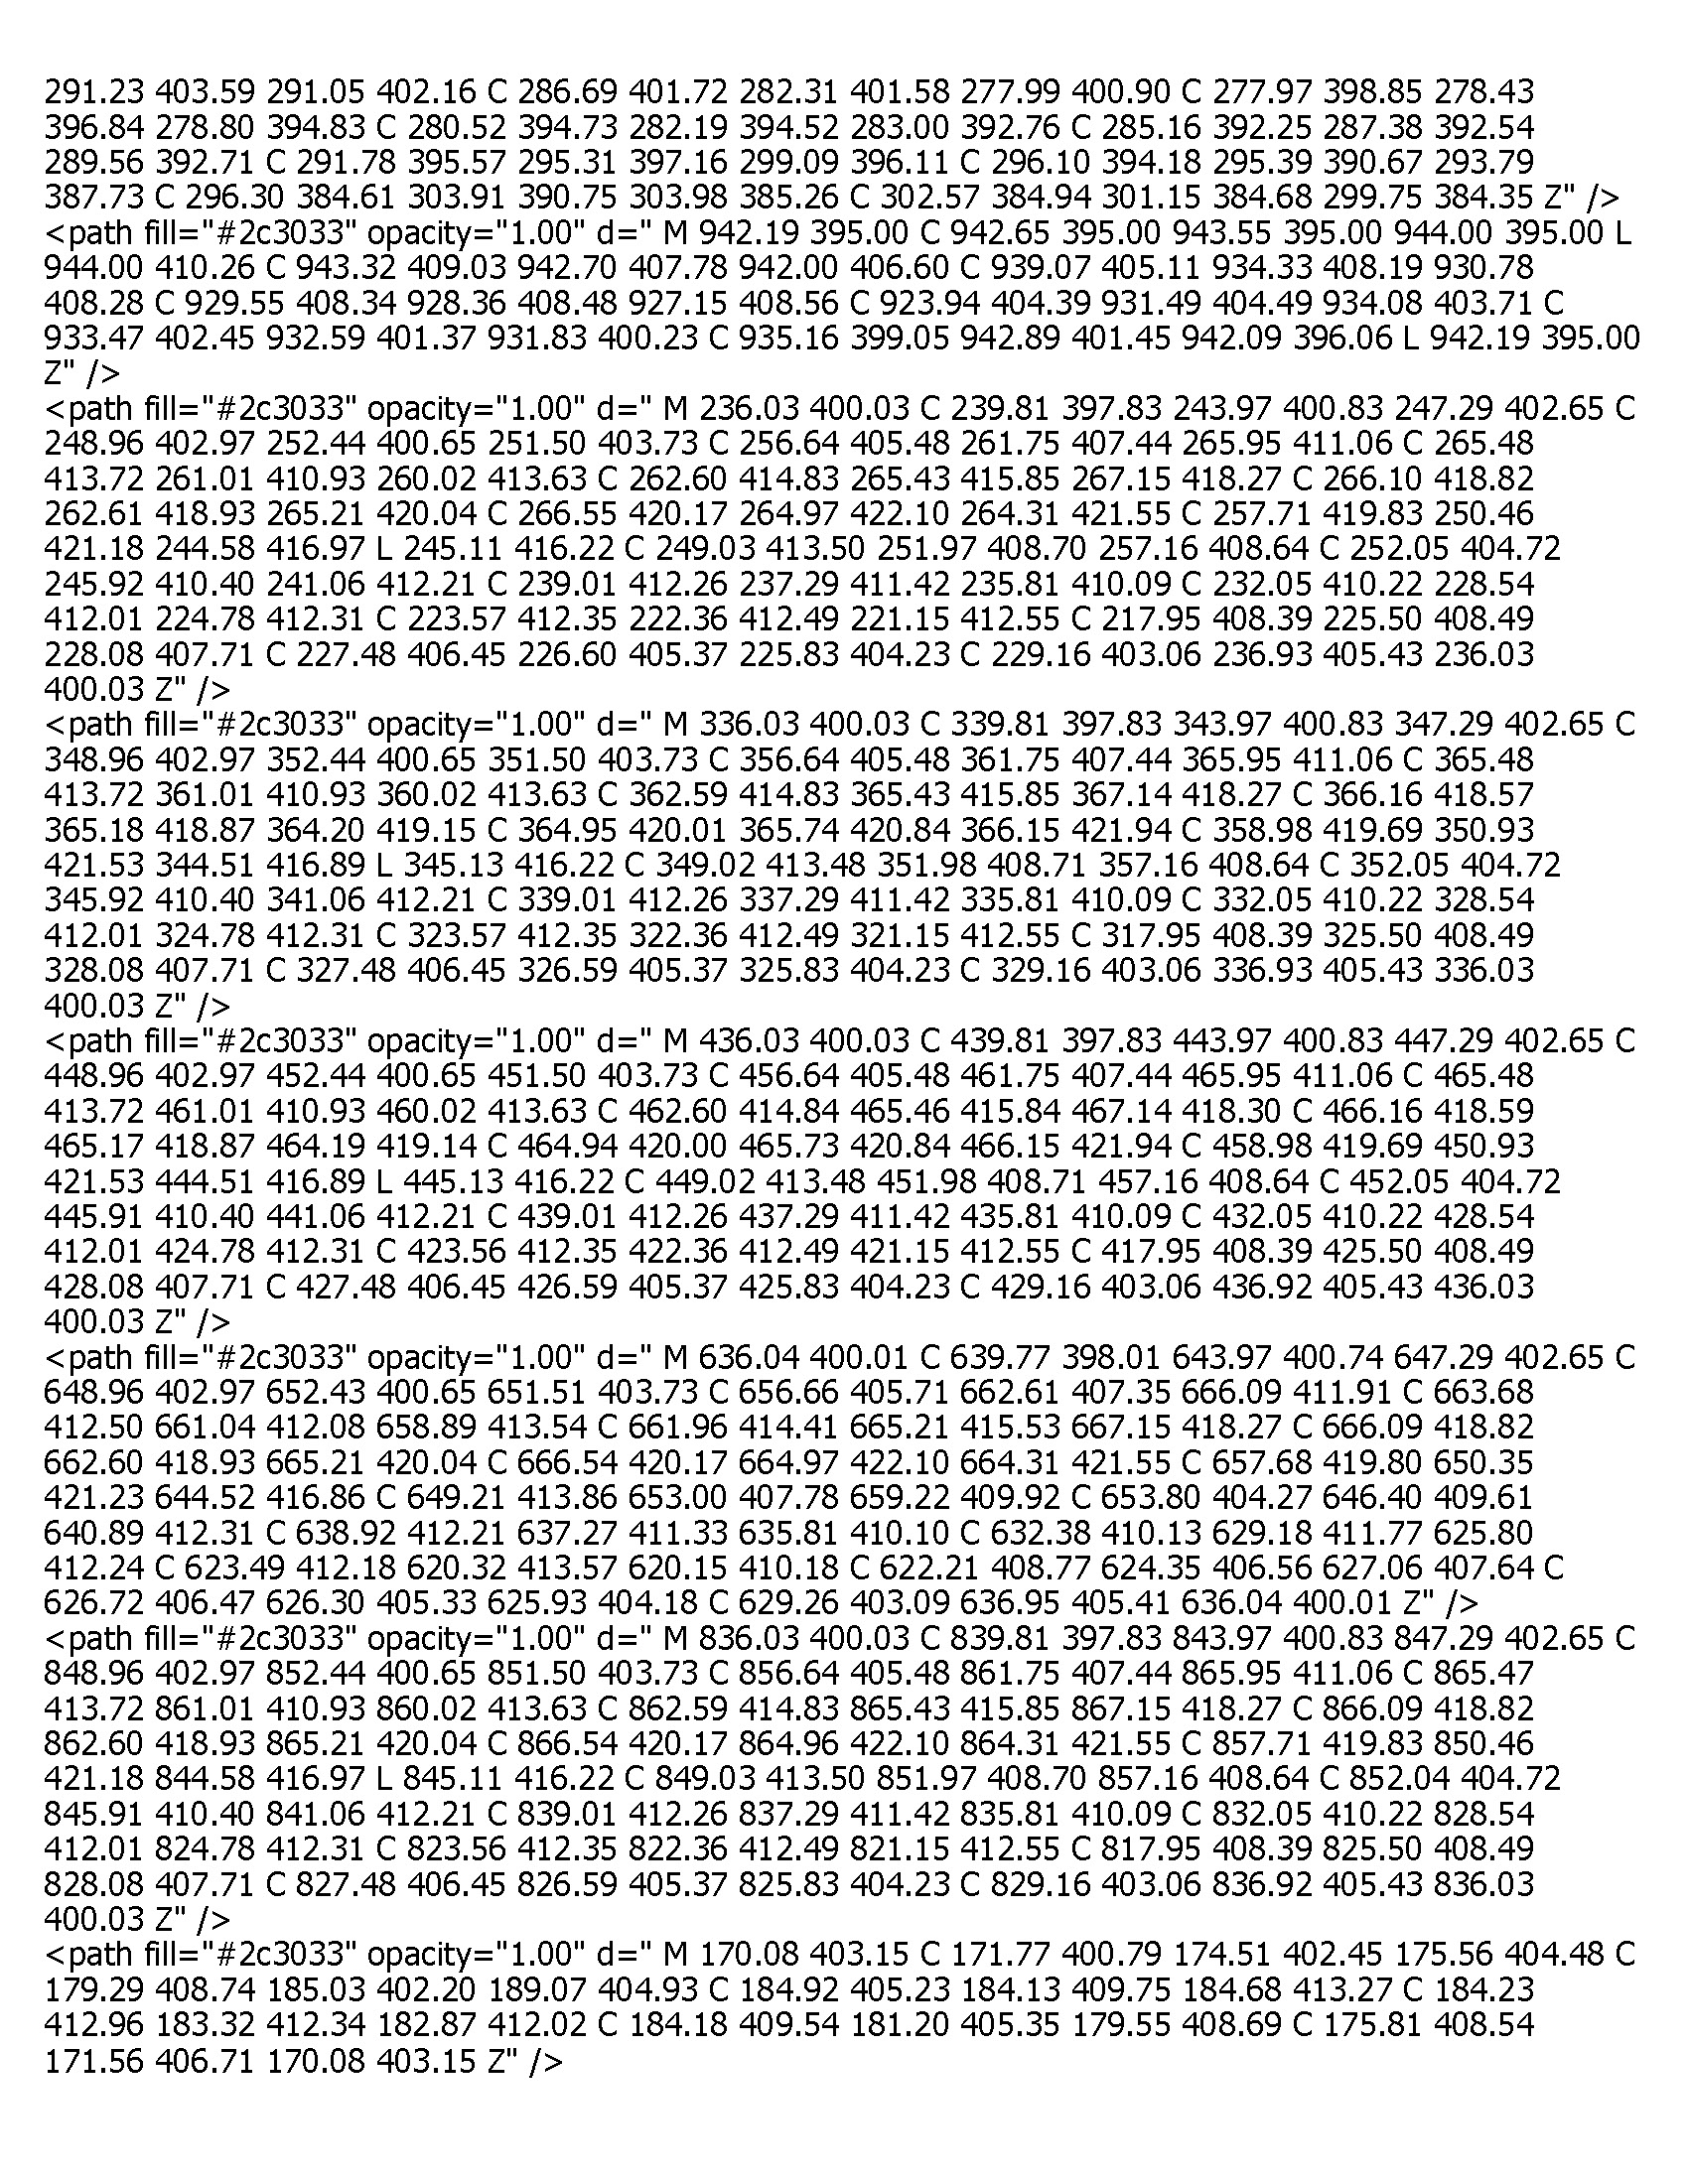 291.23 403.59 291.05 402.16 C 286.69 401.72 282.31 401.58 277.99 400.90 C 277.97 398.85 278.43
396.84 278.80 394.83 C 280.52 394.73 282.19 394.52 283.00 392.76 C 285.16 392.25 287.38 392.54
289.56 392.71 C 291.78 395.57 295.31 397.16 299.09 396.11 C 296.10 394.18 295.39 390.67 293.79
387.73 C 296.30 384.61 303.91 390.75 303.98 385.26 C 302.57 384.94 301.15 384.68 299.75 384.35 Z" />
<path fill="#2c3033" opacity="1.00" d=" M 942.19 395.00 C 942.65 395.00 943.55 395.00 944.00 395.00 L
944.00 410.26 C 943.32 409.03 942.70 407.78 942.00 406.60 C 939.07 405.11 934.33 408.19 930.78
408.28 C 929.55 408.34 928.36 408.48 927.15 408.56 C 923.94 404.39 931.49 404.49 934.08 403.71 C
933.47 402.45 932.59 401.37 931.83 400.23 C 935.16 399.05 942.89 401.45 942.09 396.06 L 942.19 395.00
Z" />
<path fill="#2c3033" opacity="1.00" d=" M 236.03 400.03 C 239.81 397.83 243.97 400.83 247.29 402.65 C
248.96 402.97 252.44 400.65 251.50 403.73 C 256.64 405.48 261.75 407.44 265.95 411.06 C 265.48
413.72 261.01 410.93 260.02 413.63 C 262.60 414.83 265.43 415.85 267.15 418.27 C 266.10 418.82
262.61 418.93 265.21 420.04 C 266.55 420.17 264.97 422.10 264.31 421.55 C 257.71 419.83 250.46
421.18 244.58 416.97 L 245.11 416.22 C 249.03 413.50 251.97 408.70 257.16 408.64 C 252.05 404.72
245.92 410.40 241.06 412.21 C 239.01 412.26 237.29 411.42 235.81 410.09 C 232.05 410.22 228.54
412.01 224.78 412.31 C 223.57 412.35 222.36 412.49 221.15 412.55 C 217.95 408.39 225.50 408.49
228.08 407.71 C 227.48 406.45 226.60 405.37 225.83 404.23 C 229.16 403.06 236.93 405.43 236.03
400.03 Z" />
<path fill="#2c3033" opacity="1.00" d=" M 336.03 400.03 C 339.81 397.83 343.97 400.83 347.29 402.65 C
348.96 402.97 352.44 400.65 351.50 403.73 C 356.64 405.48 361.75 407.44 365.95 411.06 C 365.48
413.72 361.01 410.93 360.02 413.63 C 362.59 414.83 365.43 415.85 367.14 418.27 C 366.16 418.57
365.18 418.87 364.20 419.15 C 364.95 420.01 365.74 420.84 366.15 421.94 C 358.98 419.69 350.93
421.53 344.51 416.89 L 345.13 416.22 C 349.02 413.48 351.98 408.71 357.16 408.64 C 352.05 404.72
345.92 410.40 341.06 412.21 C 339.01 412.26 337.29 411.42 335.81 410.09 C 332.05 410.22 328.54
412.01 324.78 412.31 C 323.57 412.35 322.36 412.49 321.15 412.55 C 317.95 408.39 325.50 408.49
328.08 407.71 C 327.48 406.45 326.59 405.37 325.83 404.23 C 329.16 403.06 336.93 405.43 336.03
400.03 Z" />
<path fill="#2c3033" opacity="1.00" d=" M 436.03 400.03 C 439.81 397.83 443.97 400.83 447.29 402.65 C
448.96 402.97 452.44 400.65 451.50 403.73 C 456.64 405.48 461.75 407.44 465.95 411.06 C 465.48
413.72 461.01 410.93 460.02 413.63 C 462.60 414.84 465.46 415.84 467.14 418.30 C 466.16 418.59
465.17 418.87 464.19 419.14 C 464.94 420.00 465.73 420.84 466.15 421.94 C 458.98 419.69 450.93
421.53 444.51 416.89 L 445.13 416.22 C 449.02 413.48 451.98 408.71 457.16 408.64 C 452.05 404.72
445.91 410.40 441.06 412.21 C 439.01 412.26 437.29 411.42 435.81 410.09 C 432.05 410.22 428.54
412.01 424.78 412.31 C 423.56 412.35 422.36 412.49 421.15 412.55 C 417.95 408.39 425.50 408.49
428.08 407.71 C 427.48 406.45 426.59 405.37 425.83 404.23 C 429.16 403.06 436.92 405.43 436.03
400.03 Z" />
<path fill="#2c3033" opacity="1.00" d=" M 636.04 400.01 C 639.77 398.01 643.97 400.74 647.29 402.65 C
648.96 402.97 652.43 400.65 651.51 403.73 C 656.66 405.71 662.61 407.35 666.09 411.91 C 663.68
412.50 661.04 412.08 658.89 413.54 C 661.96 414.41 665.21 415.53 667.15 418.27 C 666.09 418.82
662.60 418.93 665.21 420.04 C 666.54 420.17 664.97 422.10 664.31 421.55 C 657.68 419.80 650.35
421.23 644.52 416.86 C 649.21 413.86 653.00 407.78 659.22 409.92 C 653.80 404.27 646.40 409.61
640.89 412.31 C 638.92 412.21 637.27 411.33 635.81 410.10 C 632.38 410.13 629.18 411.77 625.80
412.24 C 623.49 412.18 620.32 413.57 620.15 410.18 C 622.21 408.77 624.35 406.56 627.06 407.64 C
626.72 406.47 626.30 405.33 625.93 404.18 C 629.26 403.09 636.95 405.41 636.04 400.01 Z" />
<path fill="#2c3033" opacity="1.00" d=" M 836.03 400.03 C 839.81 397.83 843.97 400.83 847.29 402.65 C
848.96 402.97 852.44 400.65 851.50 403.73 C 856.64 405.48 861.75 407.44 865.95 411.06 C 865.47
413.72 861.01 410.93 860.02 413.63 C 862.59 414.83 865.43 415.85 867.15 418.27 C 866.09 418.82
862.60 418.93 865.21 420.04 C 866.54 420.17 864.96 422.10 864.31 421.55 C 857.71 419.83 850.46
421.18 844.58 416.97 L 845.11 416.22 C 849.03 413.50 851.97 408.70 857.16 408.64 C 852.04 404.72
845.91 410.40 841.06 412.21 C 839.01 412.26 837.29 411.42 835.81 410.09 C 832.05 410.22 828.54
412.01 824.78 412.31 C 823.56 412.35 822.36 412.49 821.15 412.55 C 817.95 408.39 825.50 408.49
828.08 407.71 C 827.48 406.45 826.59 405.37 825.83 404.23 C 829.16 403.06 836.92 405.43 836.03
400.03 Z" />
<path fill="#2c3033" opacity="1.00" d=" M 170.08 403.15 C 171.77 400.79 174.51 402.45 175.56 404.48 C
179.29 408.74 185.03 402.20 189.07 404.93 C 184.92 405.23 184.13 409.75 184.68 413.27 C 184.23
412.96 183.32 412.34 182.87 412.02 C 184.18 409.54 181.20 405.35 179.55 408.69 C 175.81 408.54
171.56 406.71 170.08 403.15 Z" />